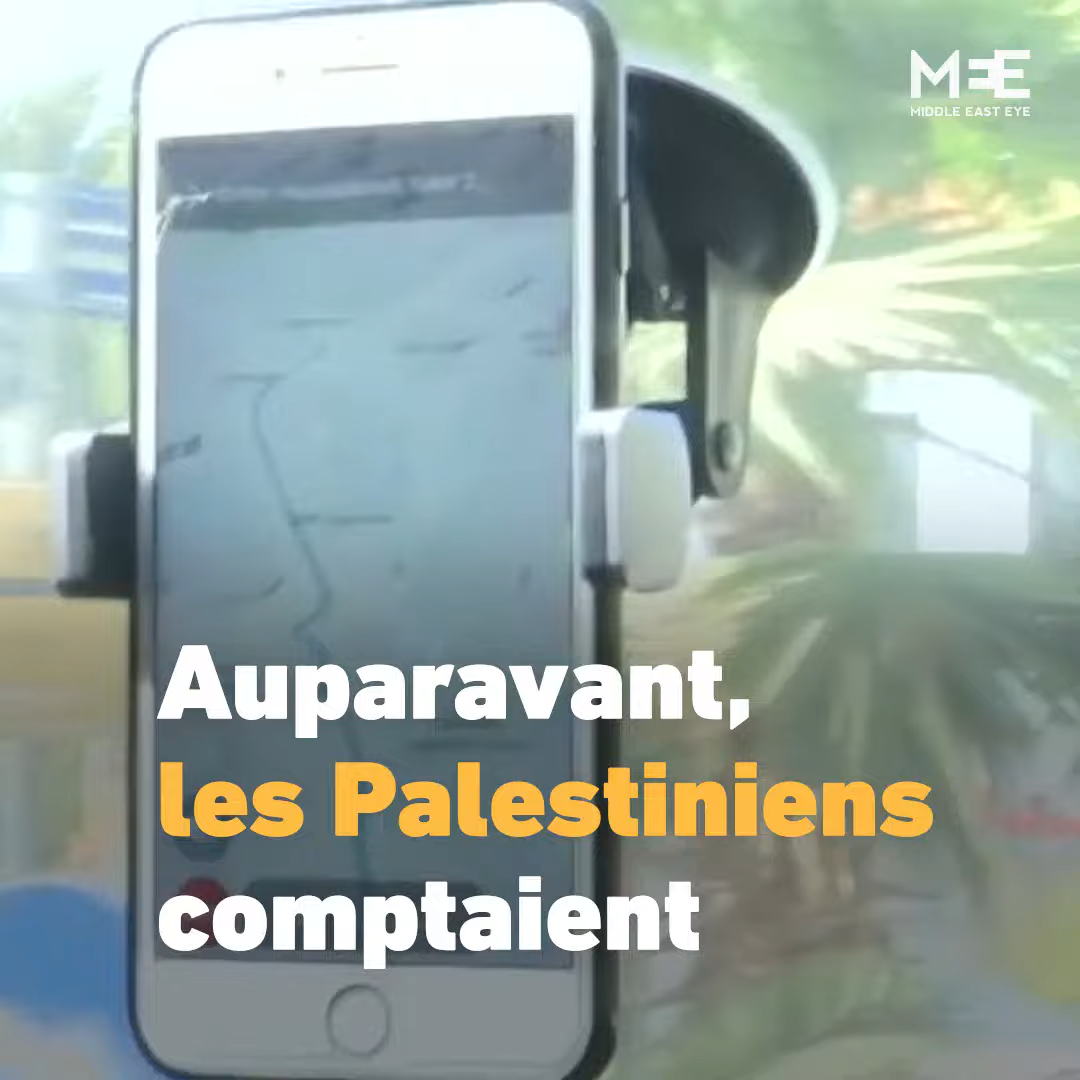 MEE
MIDDLE EAST EYE
Auparavant,
les Palestiniens
comptaient